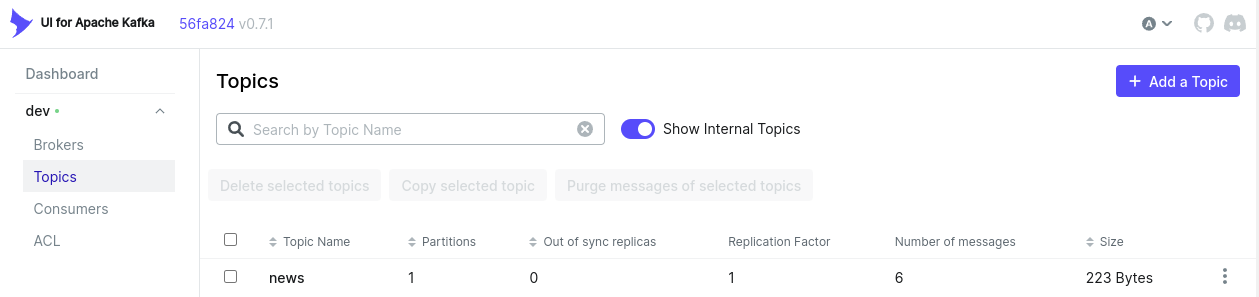 UI for Apache Kafka 56fa824 v0.7.1 A
Dashboard
dev
Brokers
Topics
Consumers
ACL
Topics
Add a Topic
Search by Topic Name
Show Internal Topics
Delete selected topics Copy selected topic Purge messages of selected topics
Topic Name Partitions Out of sync replicas Replication Factor Number of messages Size
news 1 0 1 6 223 Bytes